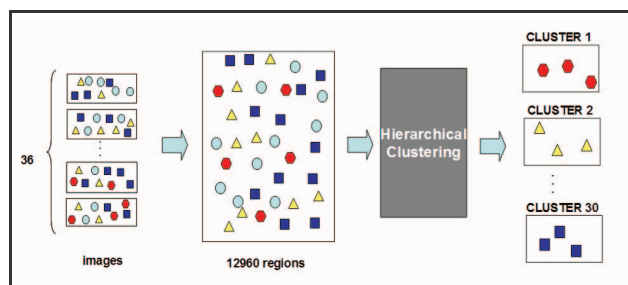 36
images
12960 regions
Hierarchical
Clustering
CLUSTER 1
CLUSTER 2
CLUSTER 30